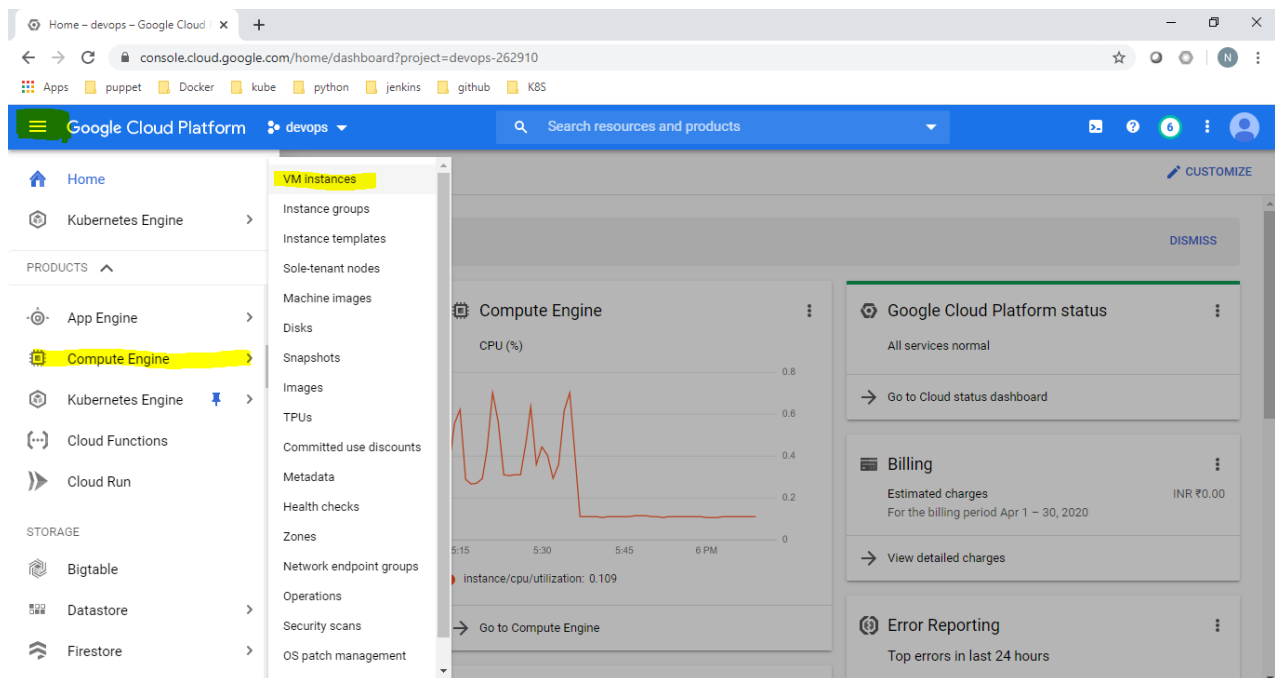 Home – devops – Google Cloud
console.cloud.google.com/home/dashboard?project=devops-262910
N
Apps puppet Docker kube python jenkins github K8S
Google Cloud Platform devops Search resources and products 6
Home
Kubernetes Engine
PRODUCTS
App Engine
Compute Engine
Kubernetes Engine
Cloud Functions
Cloud Run
STORAGE
Bigtable
Datastore
Firestore
VM instances
Instance groups
Instance templates
Sole-tenant nodes
Machine images
Disks
Snapshots
Images
TPUs
Committed use discounts
Metadata
Health checks
Zones
Network endpoint groups
Operations
Security scans
OS patch management
CUSTOMIZE
DISMISS
Compute Engine
CPU (%)
0.8
0.6
0.4
0.2
0
5:15 5:30 5:45 6 PM
instance/cpu/utilization: 0.109
Go to Compute Engine
Google Cloud Platform status
All services normal
Go to Cloud status dashboard
Billing
Estimated charges INR ₹0.00
For the billing period Apr 1 – 30, 2020
View detailed charges
Error Reporting
Top errors in last 24 hours